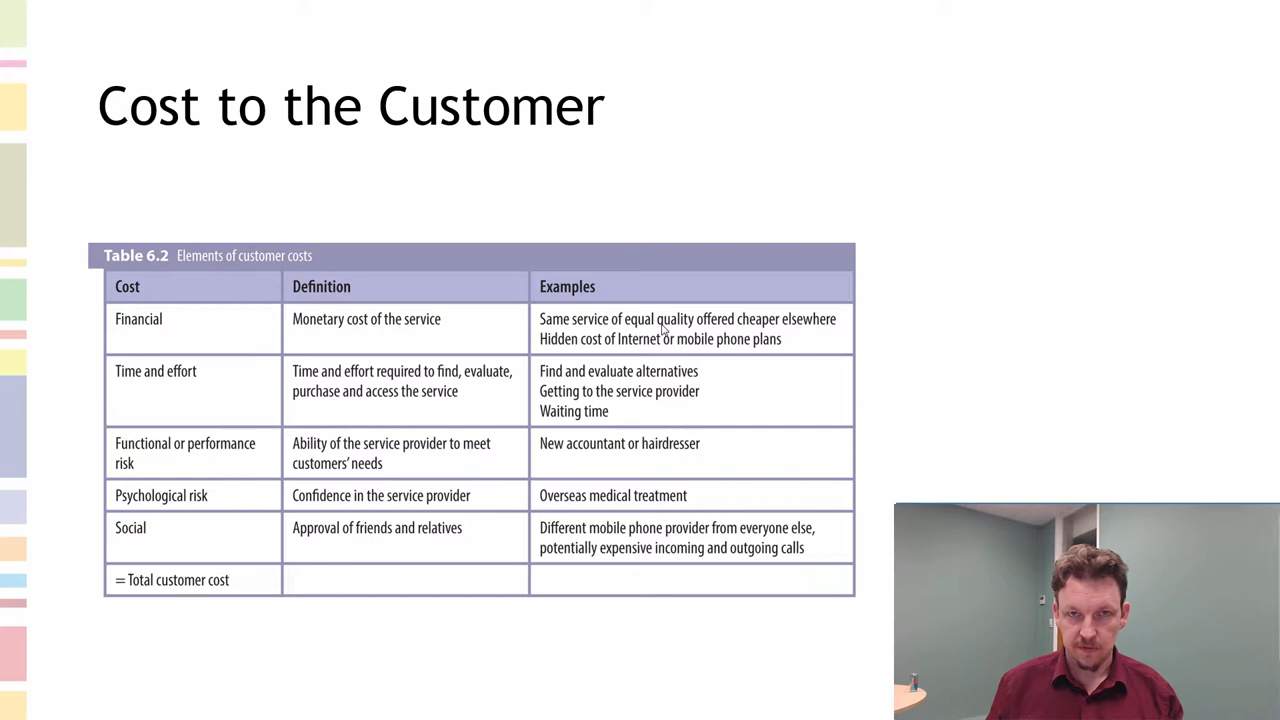 Cost to the Customer
Table 6.2 Elements of customer costs
Cost Definition Examples
Financial Monetary cost of the service Same service of equal quality offered cheaper elsewhere
Hidden cost of Internet or mobile phone plans
Time and effort Time and effort required to find, evaluate, Find and evaluate alternatives
purchase and access the service Getting to the service provider
Waiting time
Functional or performance Ability of the service provider to meet New accountant or hairdresser
risk customers' needs
Psychological risk Confidence in the service provider Overseas medical treatment
Social Approval of friends and relatives Different mobile phone provider from everyone else,
potentially expensive incoming and outgoing calls
= Total customer cost